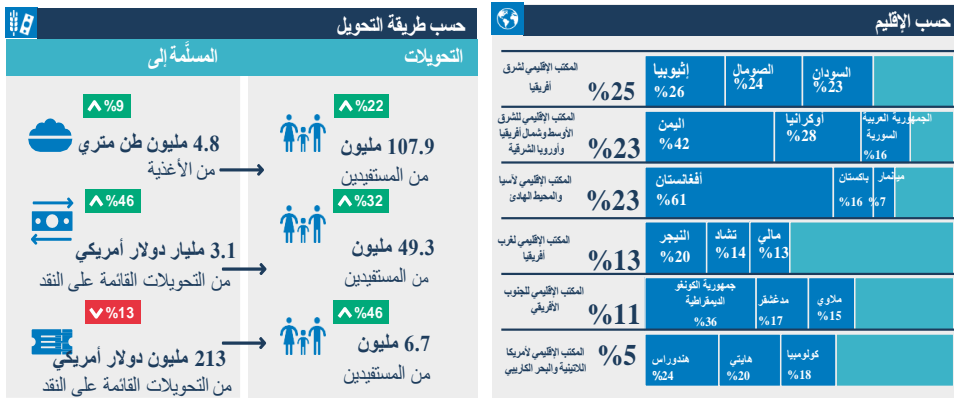 حسب الإقليم
المكتب الإقليمي لشرق
أفريقيا
%25
إثيوبيا
%26
الصومال
%24
السودان
%23
المكتب الإقليمي للشرق
الأوسط وشمال أفريقيا
وأوروبا الشرقية
%23
اليمن
%42
أوكرانيا
%28
الجمهورية العربية
السورية
%16
المكتب الإقليمي لآسيا
والمحيط الهادئ
%23
أفغانستان
%61
باكستان
%16
ميانمار
%7
المكتب الإقليمي لغرب
أفريقيا
%13
النيجر
%20
تشاد
%14
مالي
%13
المكتب الإقليمي للجنوب
الأفريقي
%11
جمهورية الكونغو
الديمقراطية
%36
مدغشقر
%17
ملاوي
%15
المكتب الإقليمي لأمريكا
اللاتينية والبحر الكاريبي
%5
هندوراس
%24
هايتي
%20
كولومبيا
%18
حسب طريقة التحويل
التحويلات
المسلَّمة إلى
%22
107.9 مليون
من المستفيدين
%9
4.8 مليون طن متري
من الأغذية
%32
49.3 مليون
من المستفيدين
%46
3.1 مليار دولار أمريكي
من التحويلات القائمة على النقد
%46
6.7 مليون
من المستفيدين
%13
213 مليون دولار أمريكي
من التحويلات القائمة على النقد